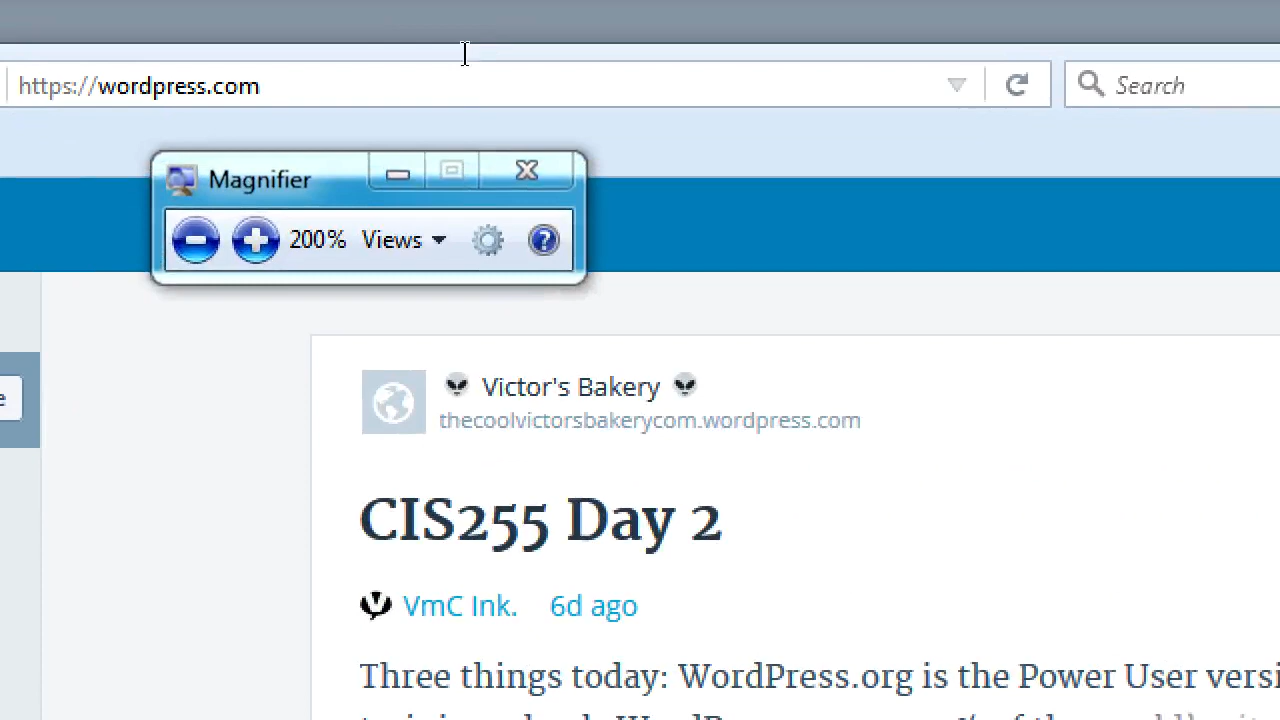 https://wordpress.com
Search
Magnifier
200% Views
Victor's Bakery
thecoolvictorsbakerycom.wordpress.com
CIS255 Day 2
VmC Ink. 6d ago
Three things today: WordPress.org is the Power User versi